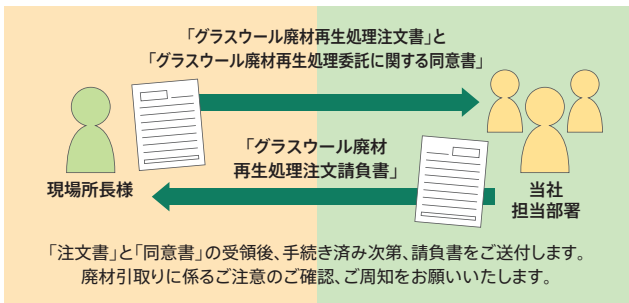 「グラスウール廃材再生処理注文書」と
「グラスウール廃材再生処理委託に関する同意書」
「グラスウール廃材
再生処理注文請負書」
現場所長様
当社
担当部署
「注文書」と「同意書」の受領後、手続き済み次第、請負書をご送付します。
廃材引取りに係るご注意のご確認、ご周知をお願いいたします。